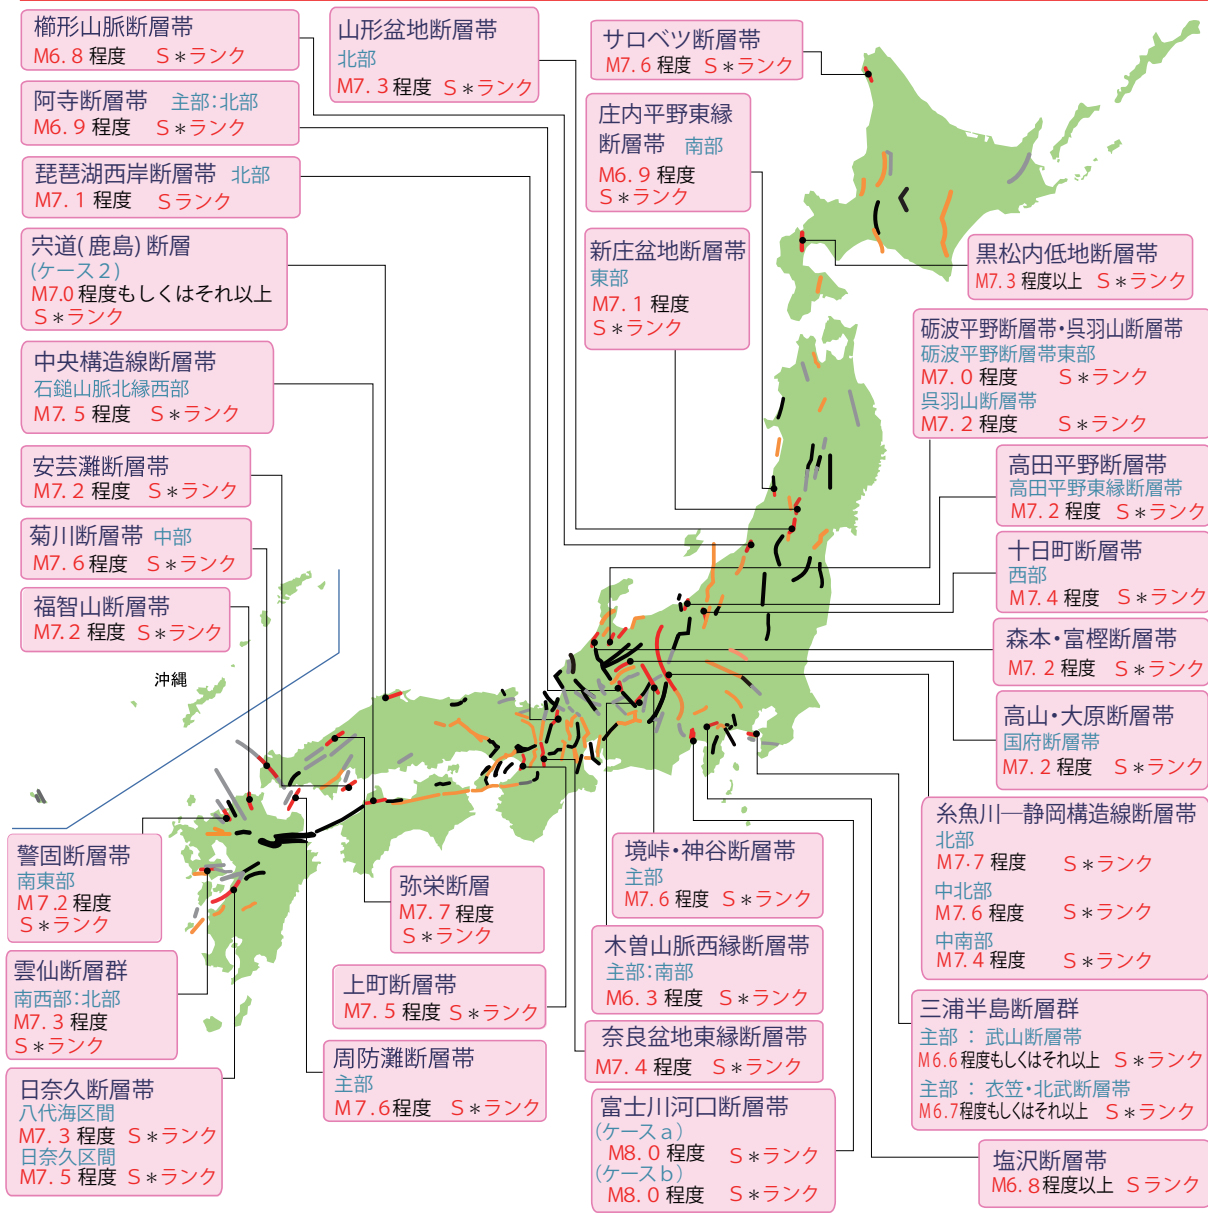 櫛形山脈断層帯
M6.8 程度 S＊ランク
阿寺断層帯 主部：北部
M6.9 程度 S＊ランク
琵琶湖西岸断層帯 北部
M7.1 程度 Sランク
宍道(鹿島)断層
(ケース2)
M7.0 程度もしくはそれ以上
S＊ランク
中央構造線断層帯
石鎚山脈北縁西部
M7.5 程度 S＊ランク
安芸灘断層帯
M7.2 程度 S＊ランク
菊川断層帯 中部
M7.6 程度 S＊ランク
福智山断層帯
M7.2 程度 S＊ランク
沖縄
山形盆地断層帯
北部
M7.3 程度 S＊ランク
サロベツ断層帯
M7.6 程度 S＊ランク
庄内平野東縁
断層帯 南部
M6.9 程度
S＊ランク
新庄盆地断層帯
東部
M7.1 程度
S＊ランク
黒松内低地断層帯
M7.3 程度以上 S＊ランク
砺波平野断層帯・呉羽山断層帯
砺波平野断層帯東部
M7.0 程度 S＊ランク
呉羽山断層帯
M7.2 程度 S＊ランク
高田平野断層帯
高田平野東縁断層帯
M7.2 程度 S＊ランク
十日町断層帯
西部
M7.4 程度 S＊ランク
森本・富樫断層帯
M7.2 程度 S＊ランク
高山・大原断層帯
国府断層帯
M7.2 程度 S＊ランク
糸魚川―静岡構造線断層帯
北部
M7.7 程度 S＊ランク
中北部
M7.6 程度 S＊ランク
中南部
M7.4 程度 S＊ランク
三浦半島断層群
主部 ： 武山断層帯
M6.6程度もしくはそれ以上 S＊ランク
主部 ： 衣笠・北武断層帯
M6.7程度もしくはそれ以上 S＊ランク
塩沢断層帯
M6.8程度以上 Sランク
警固断層帯
南東部
M7.2 程度
S＊ランク
雲仙断層群
南西部：北部
M7.3 程度
S＊ランク
日奈久断層帯
八代海区間
M7.3 程度 S＊ランク
日奈久区間
M7.5 程度 S＊ランク
弥栄断層
M7.7 程度
S＊ランク
上町断層帯
M7.5 程度 S＊ランク
周防灘断層帯
主部
M7.6程度 S＊ランク
境峠・神谷断層帯
主部
M7.6 程度 S＊ランク
木曽山脈西縁断層帯
主部：南部
M6.3 程度 S＊ランク
奈良盆地東縁断層帯
M7.4 程度 S＊ランク
富士川河口断層帯
(ケースa)
M8.0 程度 S＊ランク
(ケースb)
M8.0 程度 S＊ランク